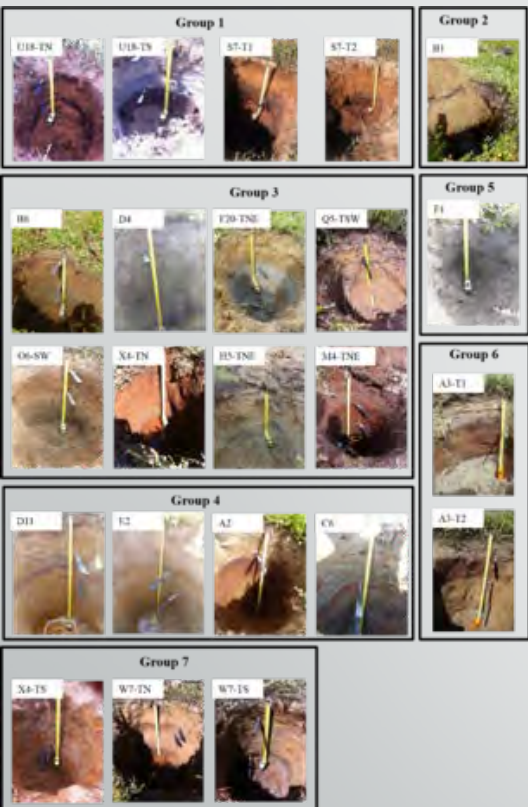 Group 1
U18-TN U18-TS S7-T1 S7-T2
Group 2
H1
Group 3
H6 D4 F20-TNE Q5-TSW
O6-SW X4-TN H5-TNE M4-TNE
Group 5
F4
Group 6
A3-T1
A3-T2
Group 4
D11 E2 A2 C6
Group 7
X4-TS W7-TN W7-TS